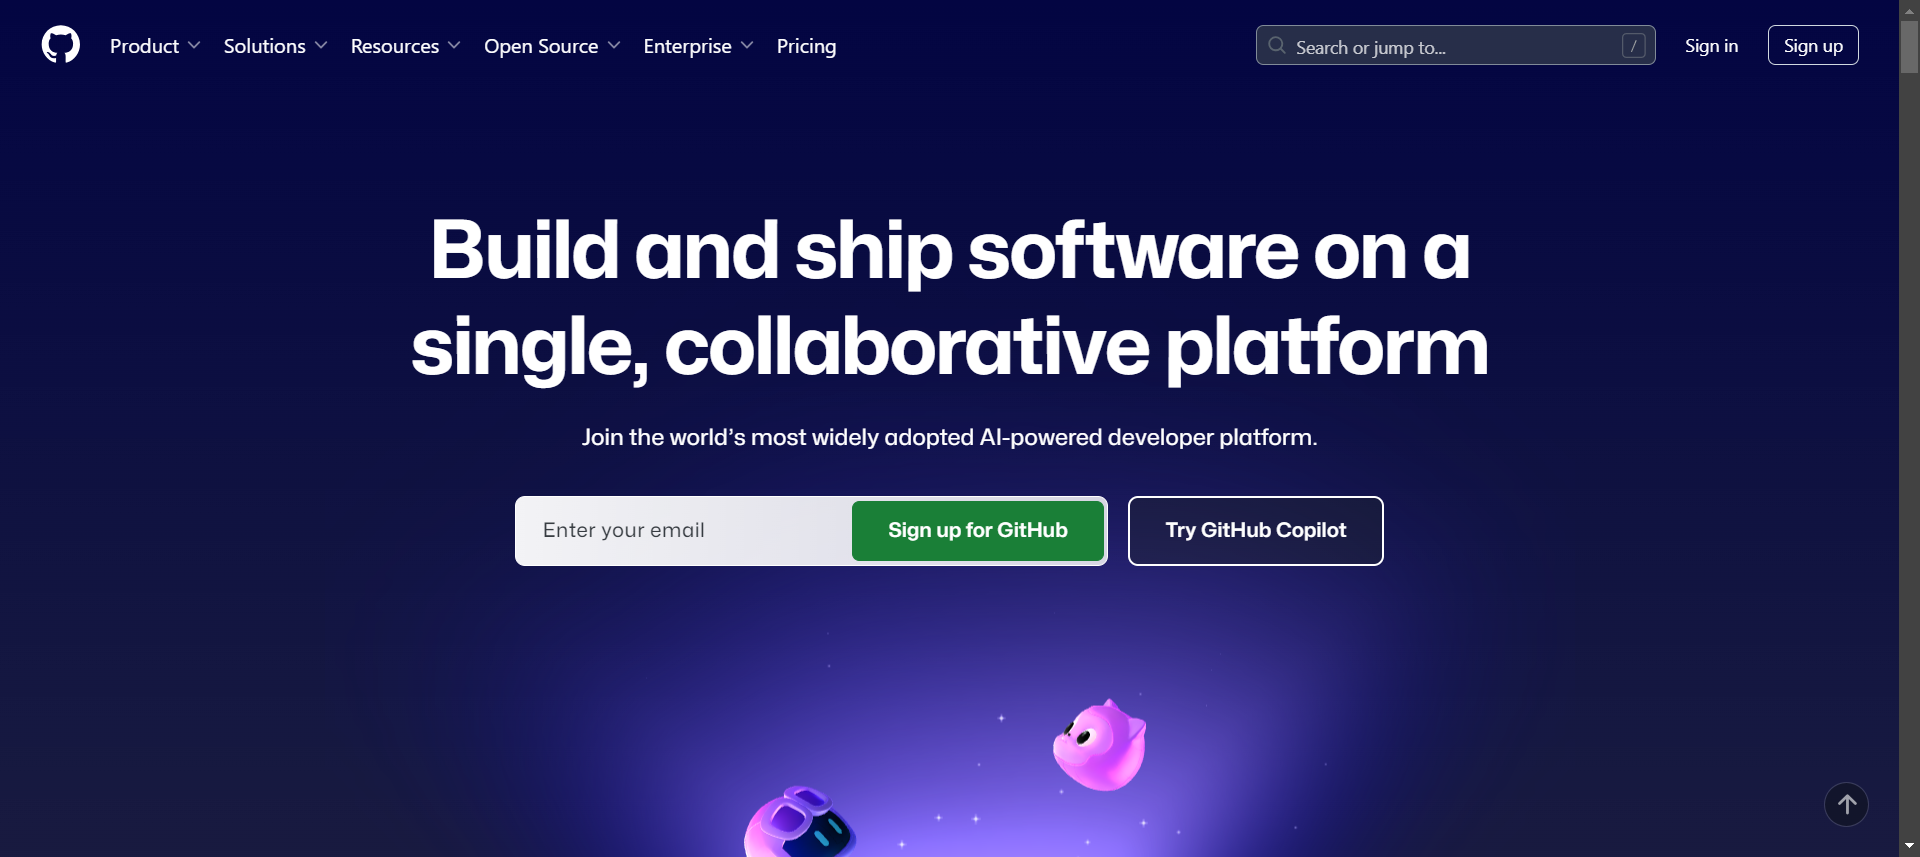 Product Solutions Resources Open Source Enterprise Pricing Search or jump to... / Sign in Sign up
Build and ship software on a
single, collaborative platform
Join the world’s most widely adopted AI-powered developer platform.
Enter your email Sign up for GitHub Try GitHub Copilot